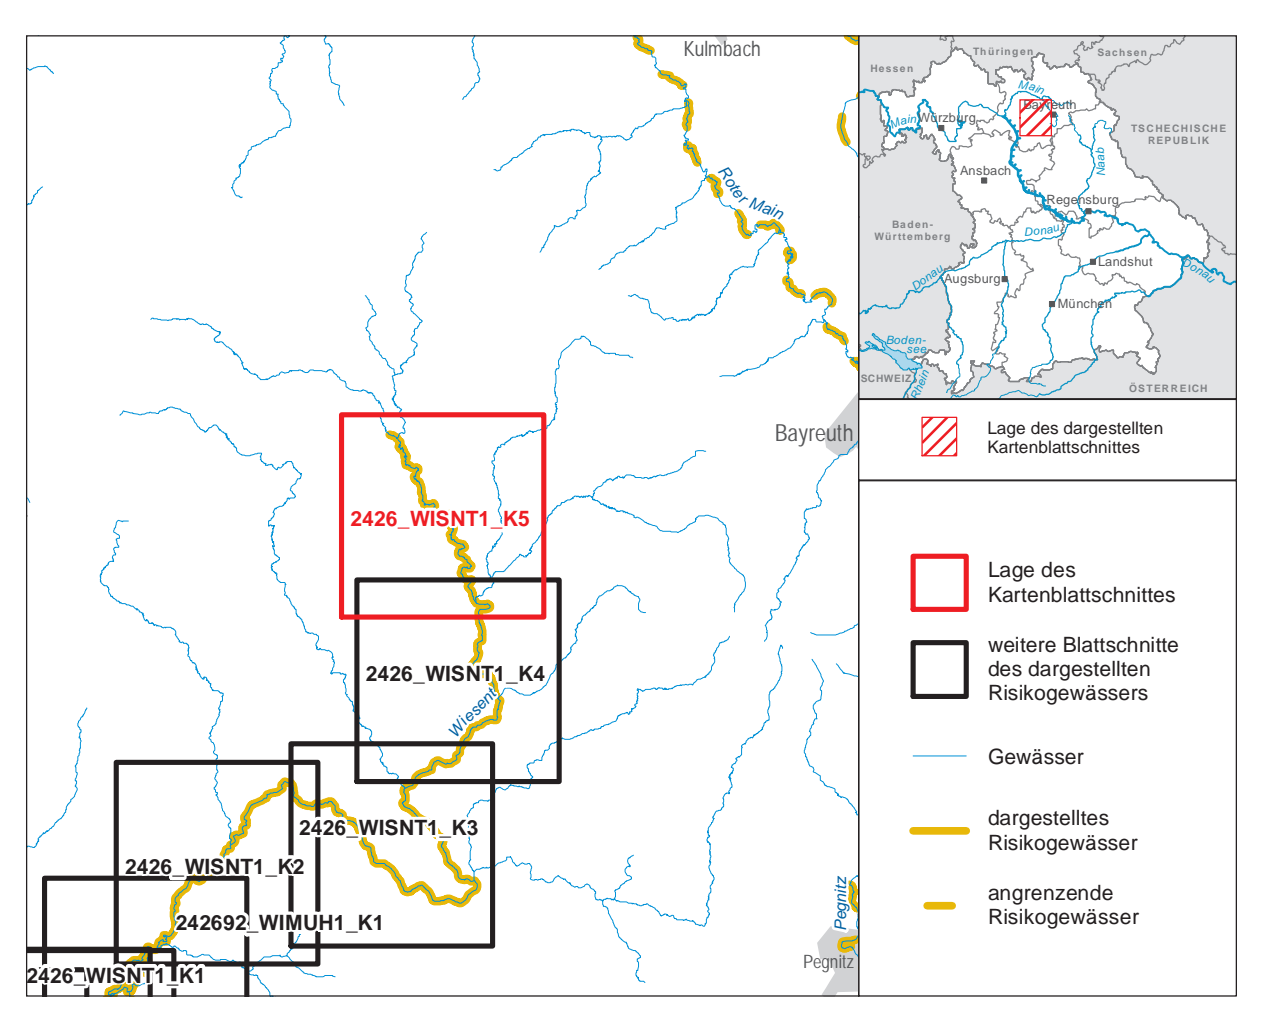 Kulmbach
Roter Main
Bayreuth
2426_WISNT1_K5
2426_WISNT1_K4
Wiesent
2426_WISNT1_K3
2426_WISNT1_K2
242692_WIMUH1_K1
2426_WISNT1_K1
Pegnitz
Pegnitz
Thüringen
Sachsen
Hessen
Main
Bayreuth
Main
Würzburg
TSCHECHISCHE
REPUBLIK
Naab
Ansbach
Regensburg
Baden-
Württemberg
Donau
Landshut
Donau
Donau
Augsburg
München
Boden-
see
SCHWEIZ
Rhein
ÖSTERREICH
Lage des dargestellten
Kartenblattschnittes
Lage des
Kartenblattschnittes
weitere Blattschnitte
des dargestellten
Risikogewässers
Gewässer
dargestelltes
Risikogewässer
angrenzende
Risikogewässer